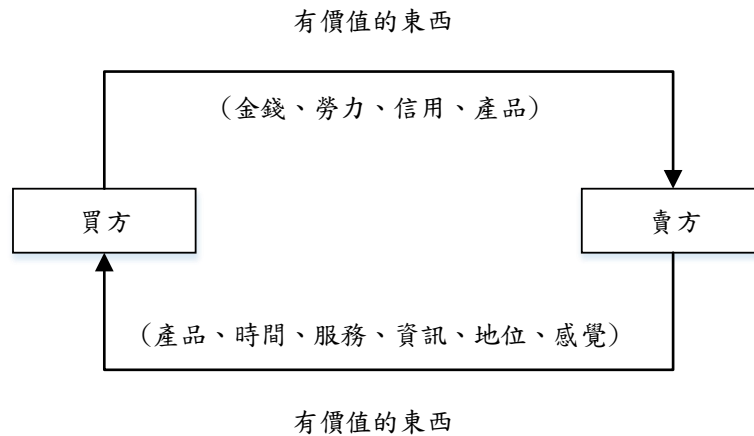 有價值的東西
（金錢、勞力、信用、產品）
買方
賣方
（產品、時間、服務、資訊、地位、感覺）
有價值的東西